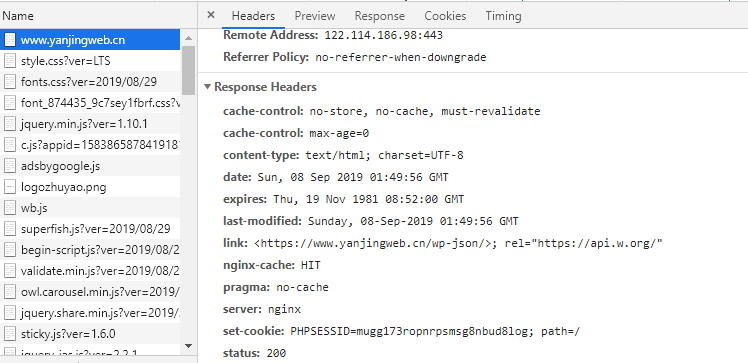 Name
www.yanjingweb.cn
style.css?ver=LTS
fonts.css?ver=2019/08/29
font_874435_9c7sey1fbrf.css?v
jquery.min.js?ver=1.10.1
c.js?appid=1583865878419181
adsbygoogle.js
logozhuyao.png
wb.js
superfish.js?ver=2019/08/29
begin-script.js?ver=2019/08/2
validate.min.js?ver=2019/08/2
owl.carousel.min.js?ver=2019/
jquery.share.min.js?ver=2019/
sticky.js?ver=1.6.0
× Headers Preview Response Cookies Timing
Remote Address: 122.114.186.98:443
Referrer Policy: no-referrer-when-downgrade
▼ Response Headers
cache-control: no-store, no-cache, must-revalidate
cache-control: max-age=0
content-type: text/html; charset=UTF-8
date: Sun, 08 Sep 2019 01:49:56 GMT
expires: Thu, 19 Nov 1981 08:52:00 GMT
last-modified: Sunday, 08-Sep-2019 01:49:56 GMT
link: <https://www.yanjingweb.cn/wp-json/>; rel="https://api.w.org/"
nginx-cache: HIT
pragma: no-cache
server: nginx
set-cookie: PHPSESSID=mugg173ropnrpsmsg8nbud8log; path=/
status: 200